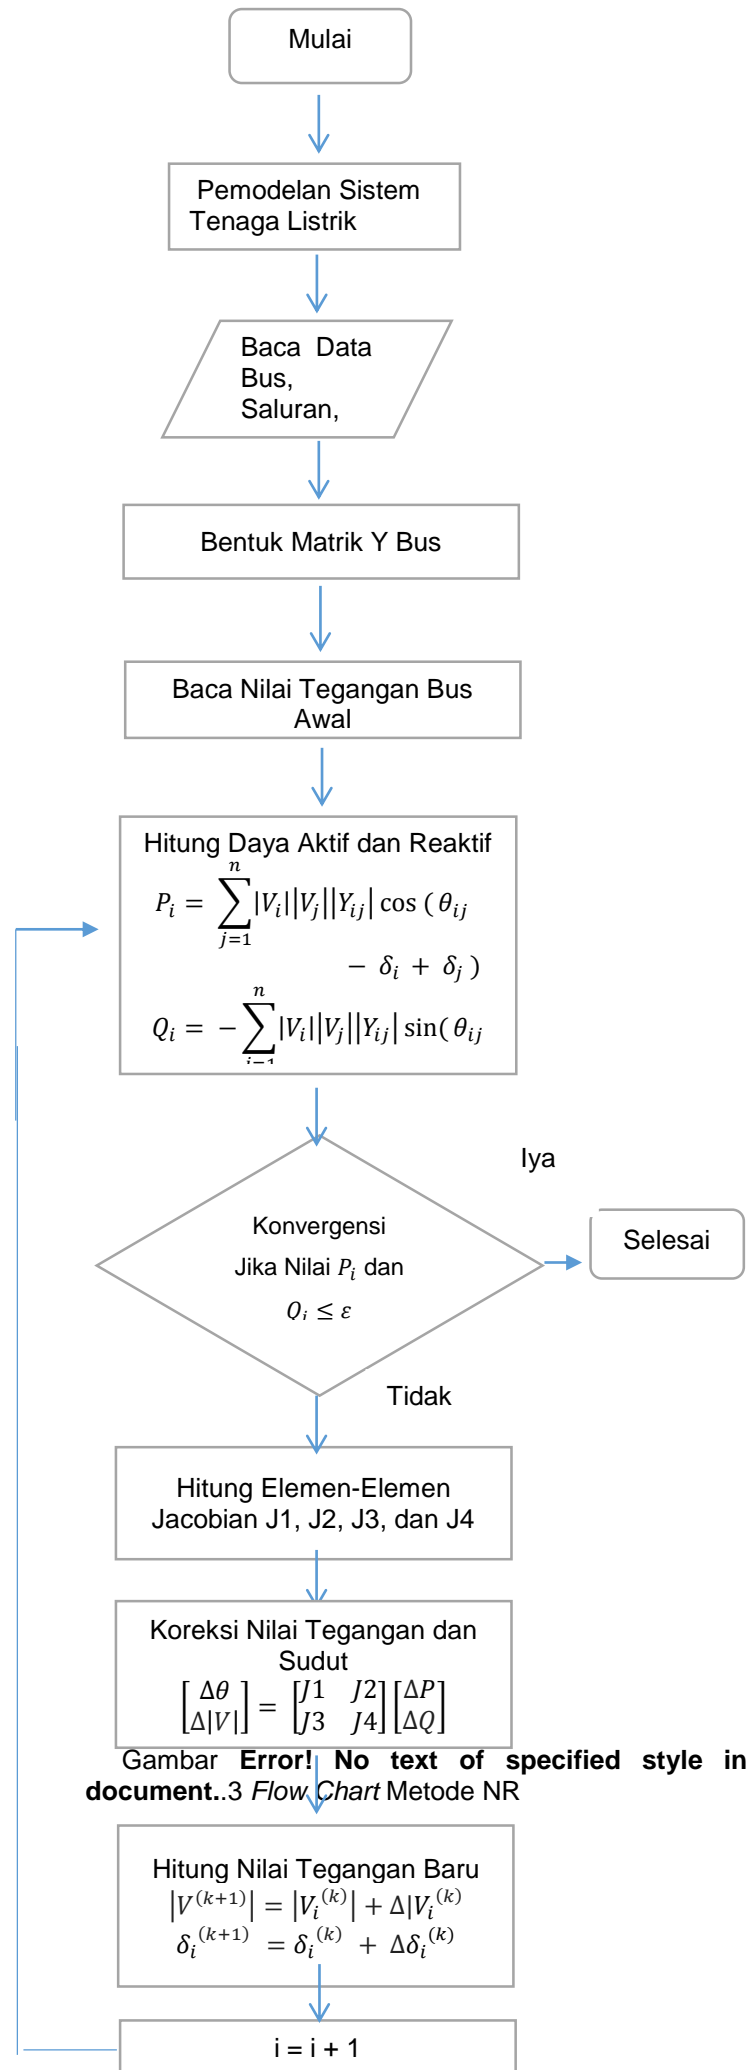 Mulai
Pemodelan Sistem
Tenaga Listrik
Baca Data
Bus,
Saluran,
Bentuk Matrik Y Bus
Baca Nilai Tegangan Bus
Awal
Hitung Daya Aktif dan Reaktif
P_i = \sum_{j=1}^{n} |V_i||V_j||Y_{ij}| cos ( θ_{ij}
− δ_i + δ_j )
Q_i = − \sum_{j=1}^{n} |V_i||V_j||Y_{ij}| sin( θ_{ij}
Iya
Konvergensi
Jika Nilai P_i dan
Q_i ≤ ε
Selesai
Tidak
Hitung Elemen-Elemen
Jacobian J1, J2, J3, dan J4
Koreksi Nilai Tegangan dan
Sudut
[Δθ; Δ|V|] = [J1 J2; J3 J4] [ΔP; ΔQ]
Gambar Error! No text of specified style in
document..3 Flow Chart Metode NR
Hitung Nilai Tegangan Baru
|V^{(k+1)}| = |V_i^{(k)}| + Δ|V_i^{(k)}
δ_i^{(k+1)} = δ_i^{(k)} + Δδ_i^{(k)}
i = i + 1